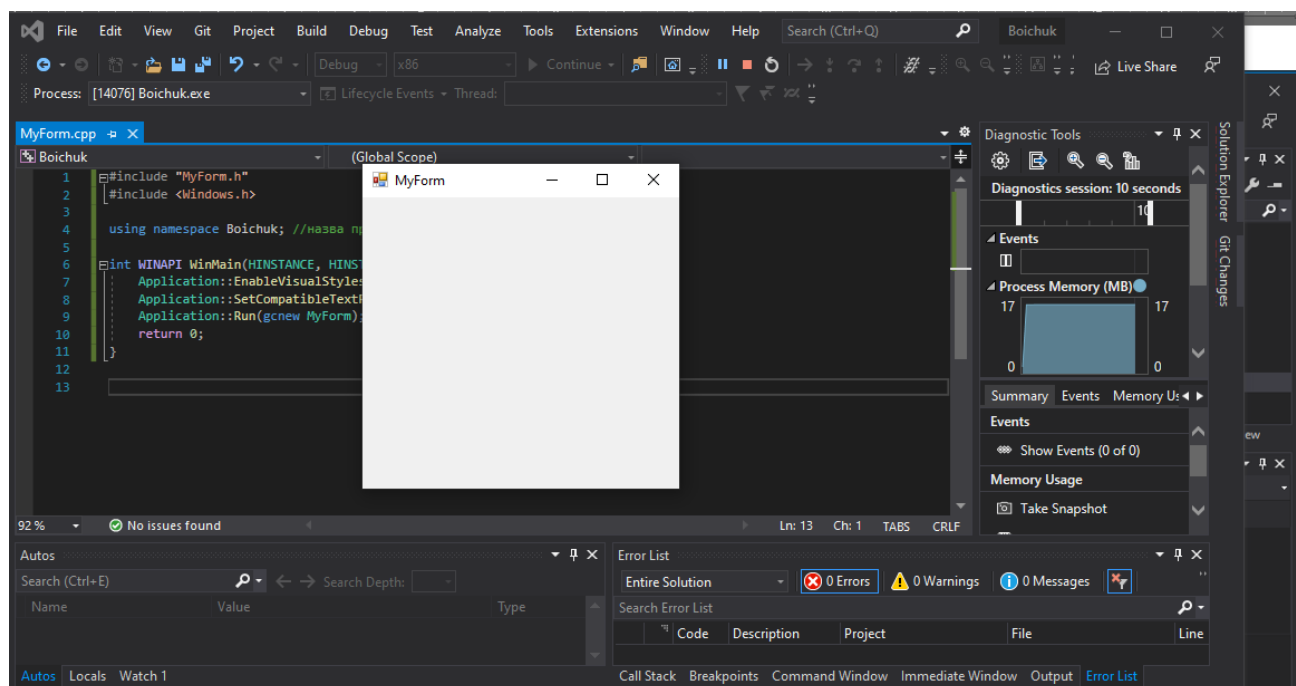 File Edit View Git Project Build Debug Test Analyze Tools Extensions Window Help Search (Ctrl+Q) Boichuk
Debug x86 Continue Live Share
Process: [14076] Boichuk.exe Lifecycle Events Thread:
MyForm.cpp
Boichuk (Global Scope)
1 #include "MyForm.h"
2 #include <Windows.h>
3
4 using namespace Boichuk; //назва
5
6 int WINAPI WinMain(HINSTANCE,
7 Application::EnableVisualStyles
8
9 Application::Run(gcnew MyForm);
10 return 0;
11 }
12
13
MyForm
92 % No issues found Ln: 13 Ch: 1 TABS CRLF
Diagnostic Tools
Diagnostics session: 10 seconds
Events
Process Memory (MB)
17 17
0 0
Summary Events Memory
Events
Show Events (0 of 0)
Memory Usage
Take Snapshot
Solution Explorer
Git Changes
ew
Autos
Search (Ctrl+E) Search Depth:
Name Value Type
Autos Locals Watch 1
Error List
Entire Solution 0 Errors 0 Warnings 0 Messages
Search Error List
Code Description Project File Line
Call Stack Breakpoints Command Window Immediate Window Output Error List